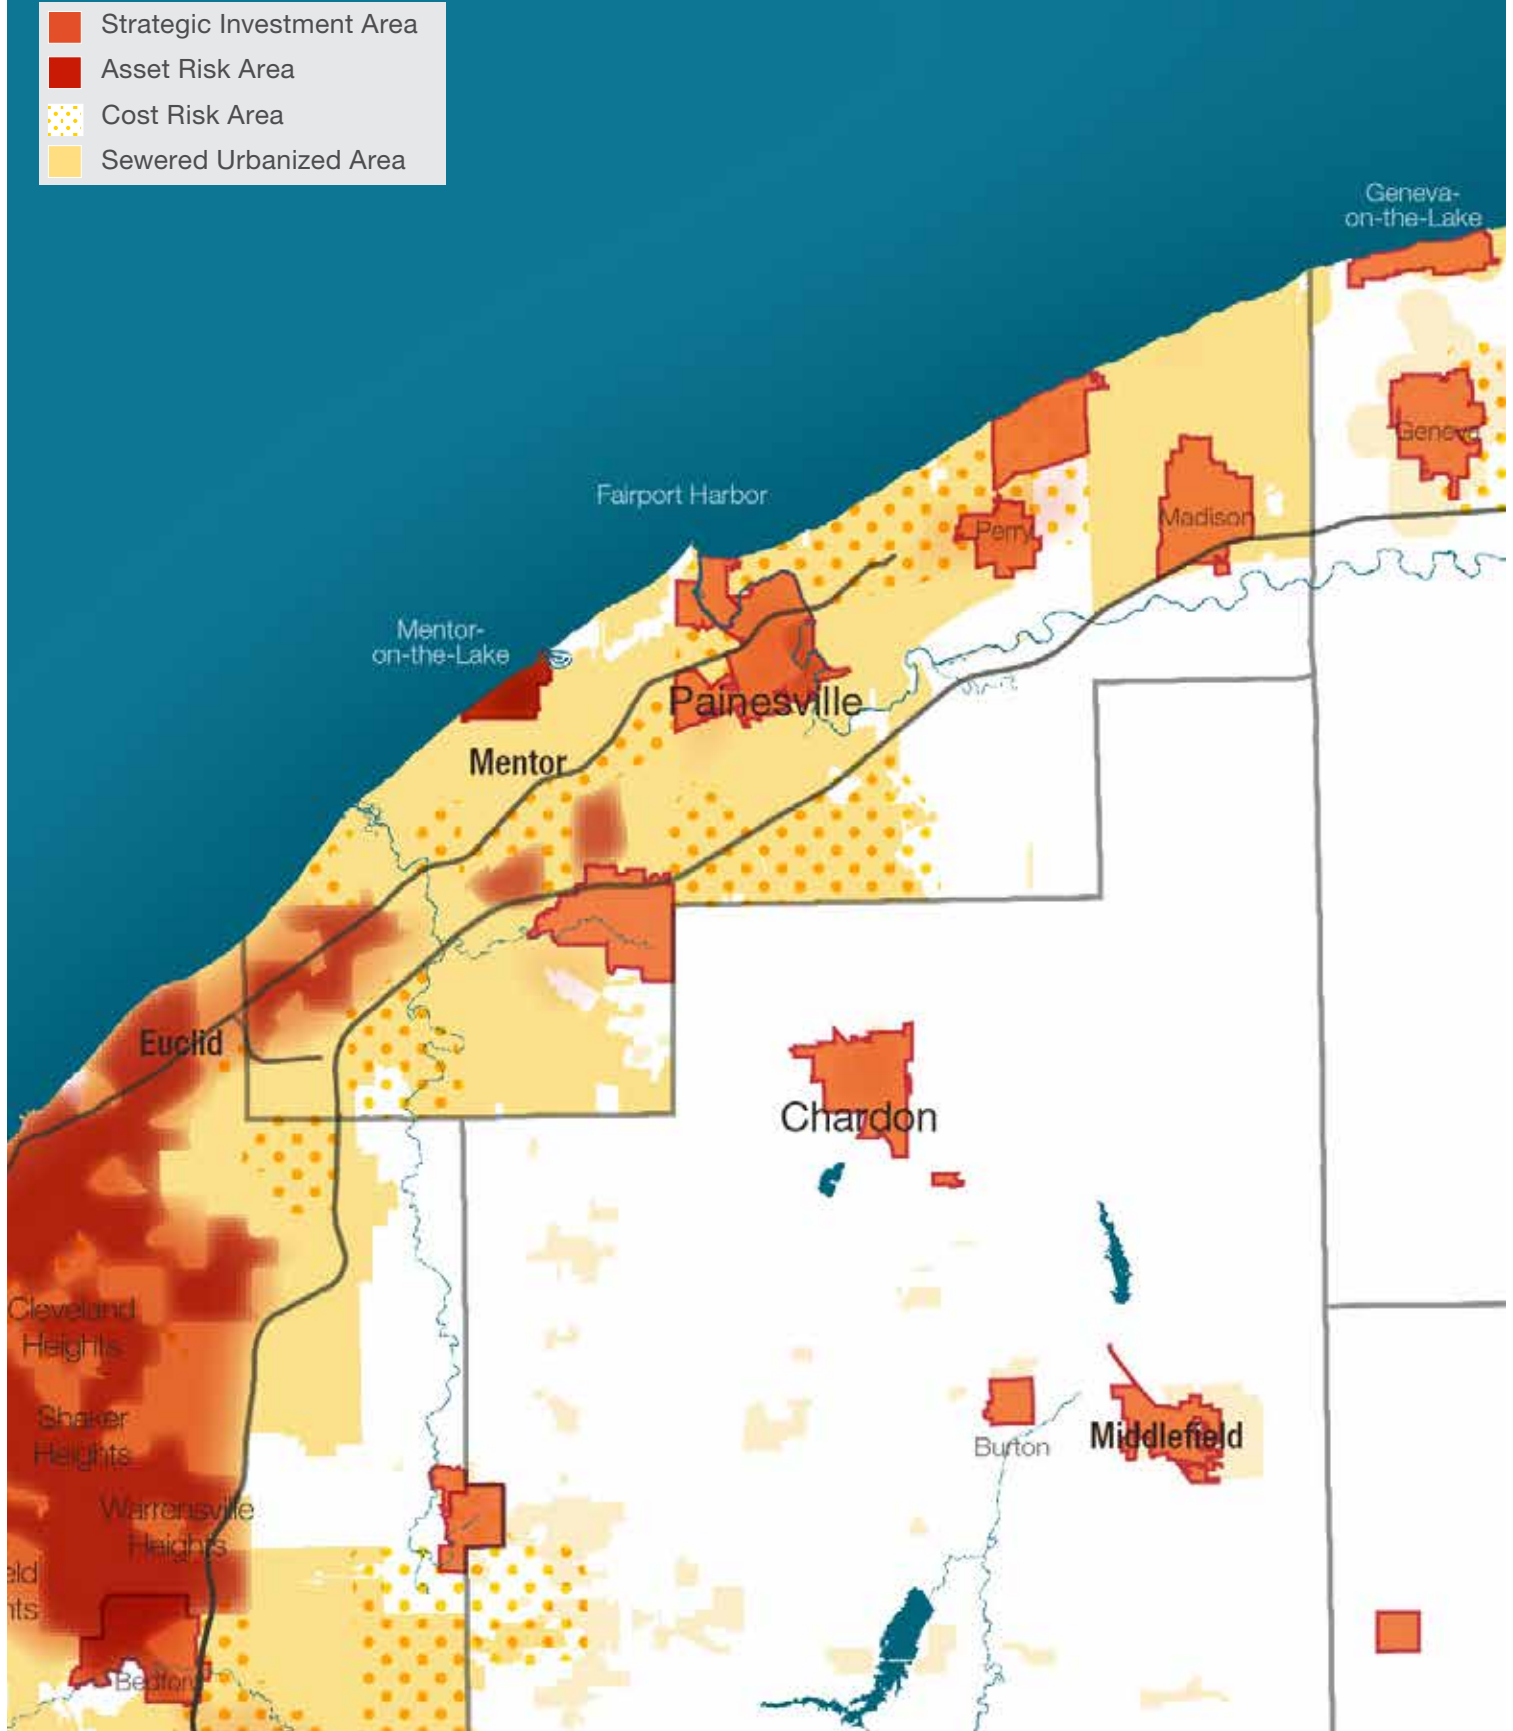 Strategic Investment Area
Asset Risk Area
Cost Risk Area
Sewered Urbanized Area
Geneva-
on-the-Lake
Geneva
Fairport Harbor
Madison
Perry
Mentor-
on-the-Lake
Painesville
Mentor
Euclid
Chardon
Cleveland
Heights
Shaker
Heights
Burton
Middlefield
Warrensville
Heights
eld
hts
Bedford